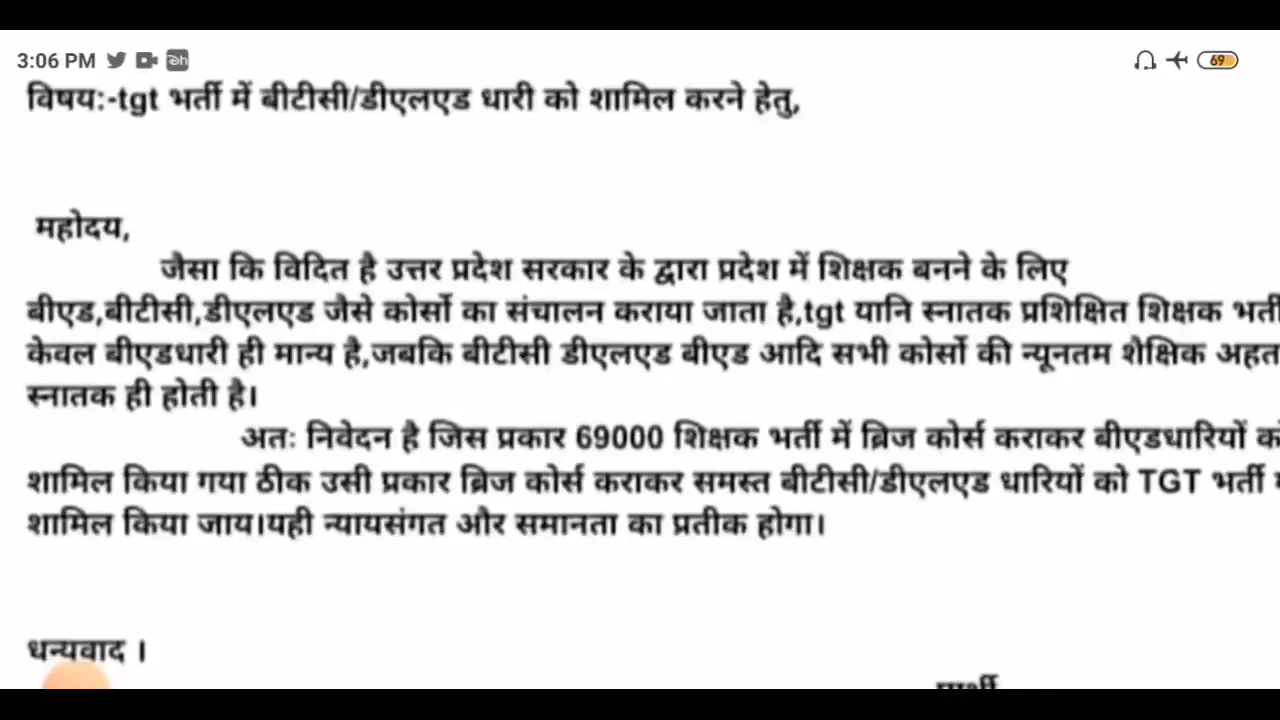 3:06 PM
69
विषय:-tgt भर्ती में बीटीसी/डीएलएड धारी को शामिल करने हेतु,
महोदय,
जैसा कि विदित है उत्तर प्रदेश सरकार के द्वारा प्रदेश में शिक्षक बनने के लिए
बीएड,बीटीसी,डीएलएड जैसे कोर्सो का संचालन कराया जाता है,tgt यानि स्नातक प्रशिक्षित शिक्षक भर्ती
केवल बीएडधारी ही मान्य है,जबकि बीटीसी डीएलएड बीएड आदि सभी कोर्सो की न्यूनतम शैक्षिक अहत
स्नातक ही होती है।
अतः निवेदन है जिस प्रकार 69000 शिक्षक भर्ती में ब्रिज कोर्स कराकर बीएडधारियों
शामिल किया गया ठीक उसी प्रकार ब्रिज कोर्स कराकर समस्त बीटीसी/डीएलएड धारियों को TGT भर्ती
शामिल किया जाय।यही न्यायसंगत और समानता का प्रतीक होगा।
धन्यवाद ।